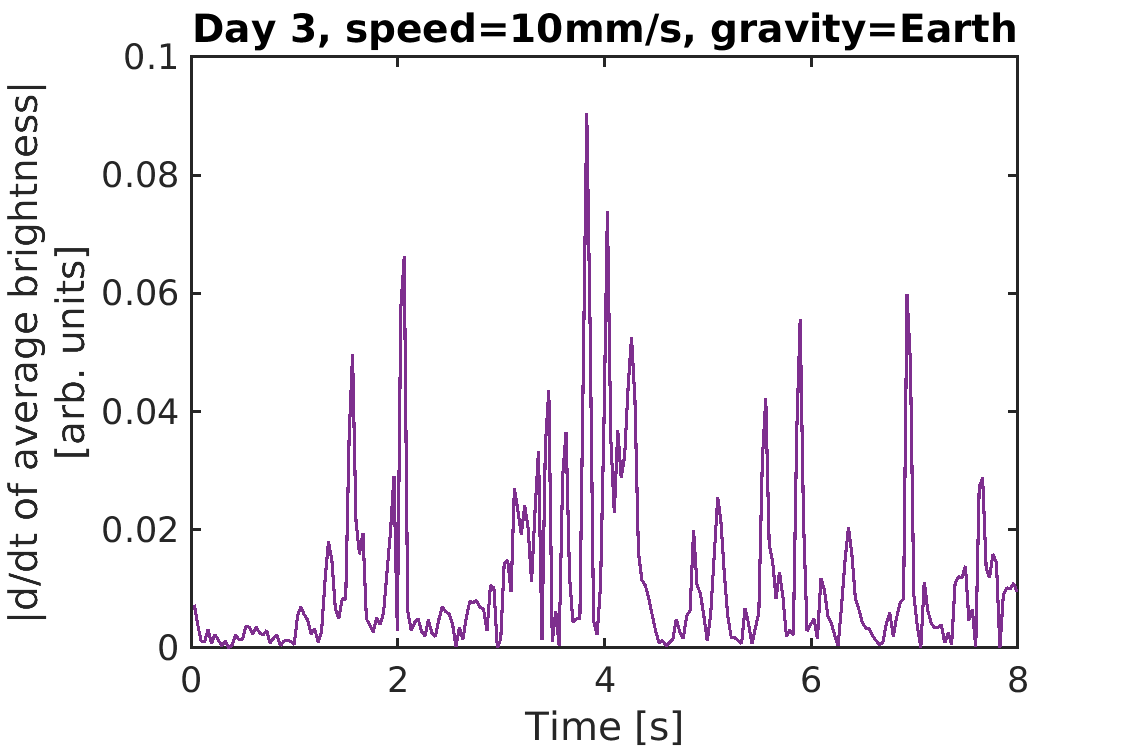 Day 3, speed=10mm/s, gravity=Earth
|d/dt of average brightness|
[arb. units]
0.1
0.08
0.06
0.04
0.02
0
0 2 4 6 8
Time [s]